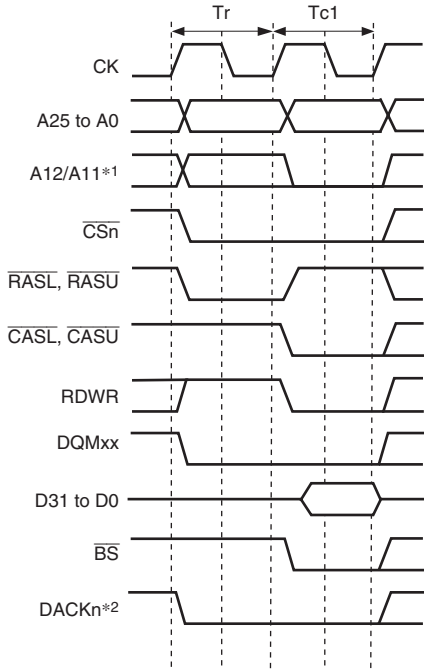 Tr Tc1
CK
A25 to A0
A12/A11*1
CSn
RASL, RASU
CASL, CASU
RDWR
DQMxx
D31 to D0
BS
DACKn*2